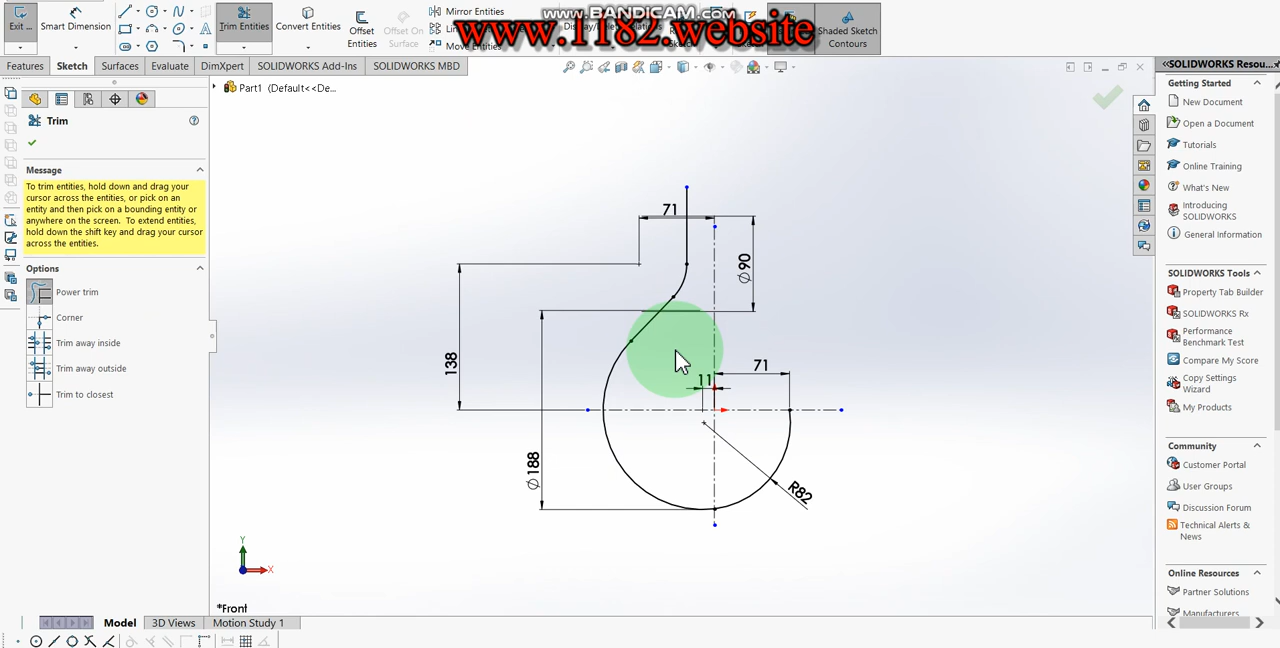 www.BANDICAM.com
www.1182.website
Exit ...
Smart Dimension
Trim Entities
Convert Entities
Offset Entities
Offset On Surface
Mirror Entities
Move Entities
Shaded Sketch Contours
Features
Sketch
Surfaces
Evaluate
DimXpert
SOLIDWORKS Add-Ins
SOLIDWORKS MBD
Part1 (Default<<De...
Trim
Message
To trim entities, hold down and drag your
cursor across the entities, or pick on an
entity and then pick on a bounding entity or
anywhere on the screen. To extend entities,
hold down the shift key and drag your cursor
across the entities.
Options
Power trim
Corner
Trim away inside
Trim away outside
Trim to closest
71
Ø90
138
Ø188
11
71
R82
Y
X
*Front
Model
3D Views
Motion Study 1
SOLIDWORKS Resou...
Getting Started
New Document
Open a Document
Tutorials
Online Training
What's New
Introducing
SOLIDWORKS
General Information
SOLIDWORKS Tools
Property Tab Builder
SOLIDWORKS Rx
Performance
Benchmark Test
Compare My Score
Copy Settings
Wizard
My Products
Community
Customer Portal
User Groups
Discussion Forum
Technical Alerts &
News
Online Resources
Partner Solutions
Manufacturers